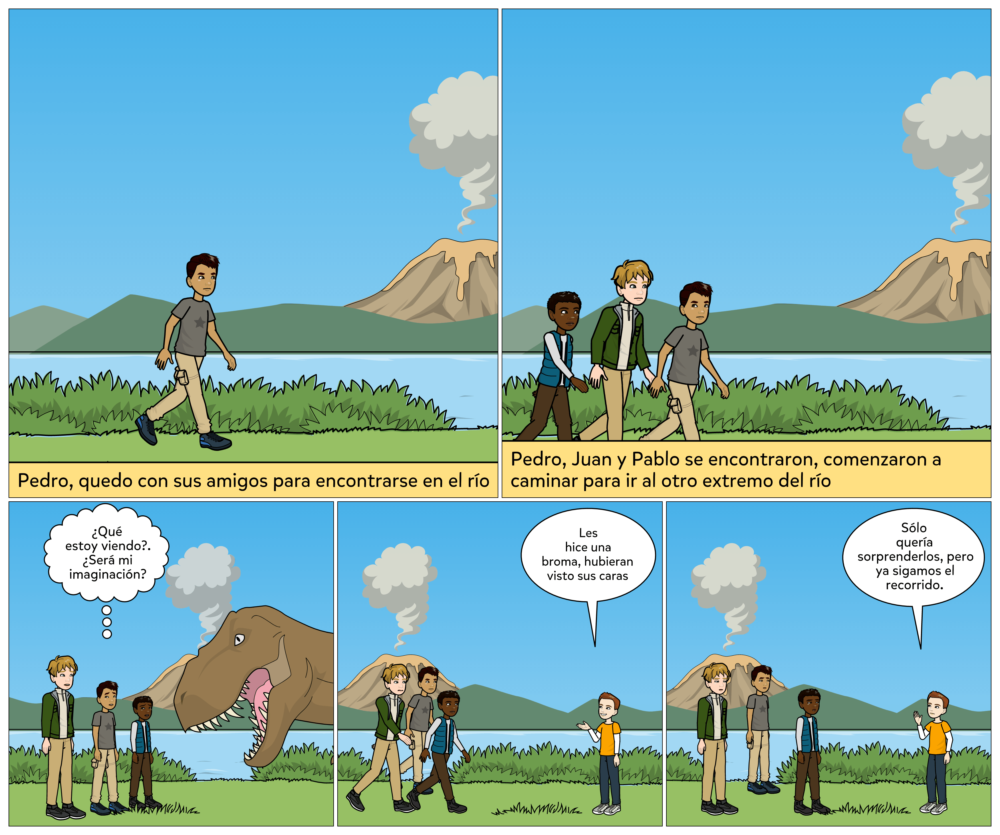 Pedro, quedo con sus amigos para encontrarse en el río
Pedro, Juan y Pablo se encontraron, comenzaron a
caminar para ir al otro extremo del río
¿Qué
estoy viendo?.
¿Será mi
imaginación?
Les
hice una
broma, hubieran
visto sus caras
Sólo
quería
sorprenderlos, pero
ya sigamos el
recorrido.